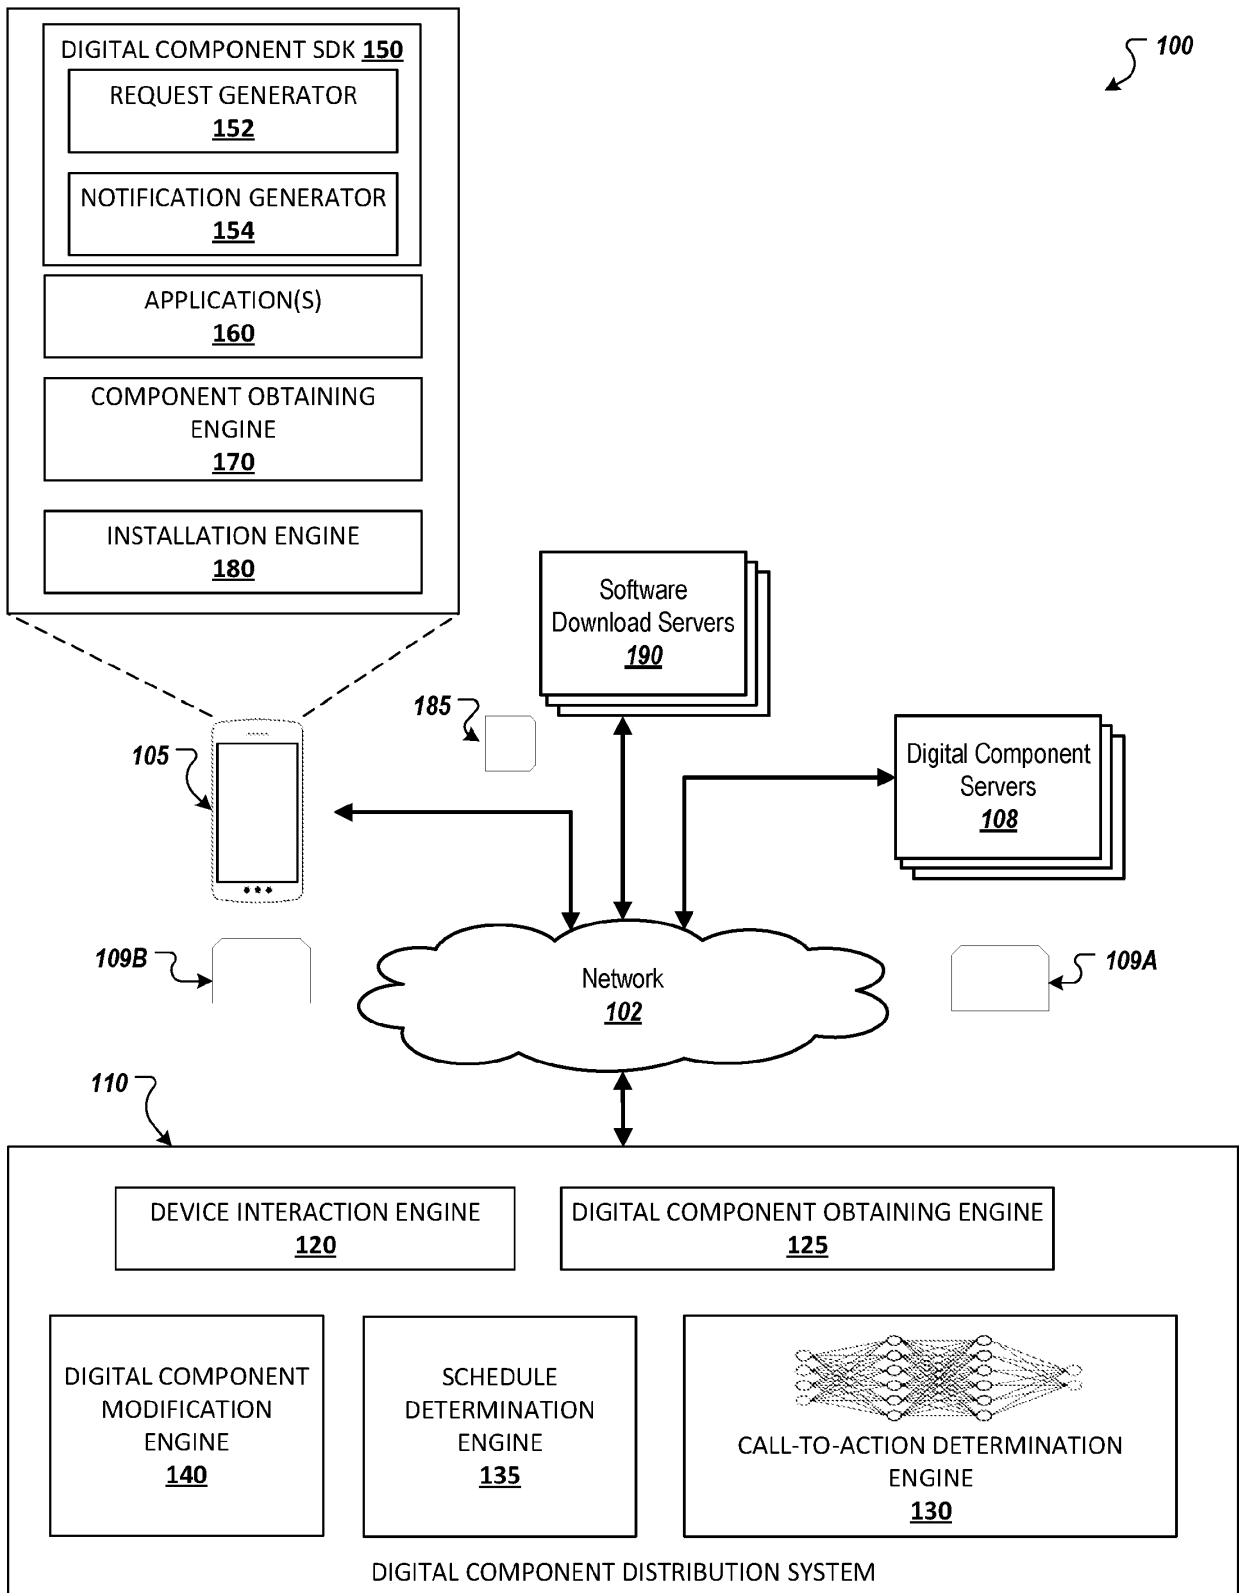 DIGITAL COMPONENT SDK 150
REQUEST GENERATOR
152
NOTIFICATION GENERATOR
154
APPLICATION(S)
160
COMPONENT OBTAINING
ENGINE
170
INSTALLATION ENGINE
180
100
Software
Download Servers
190
185
105
Digital Component
Servers
108
109B
Network
102
109A
110
DEVICE INTERACTION ENGINE
120
DIGITAL COMPONENT OBTAINING ENGINE
125
DIGITAL COMPONENT
MODIFICATION
ENGINE
140
SCHEDULE
DETERMINATION
ENGINE
135
CALL-TO-ACTION DETERMINATION
ENGINE
130
DIGITAL COMPONENT DISTRIBUTION SYSTEM